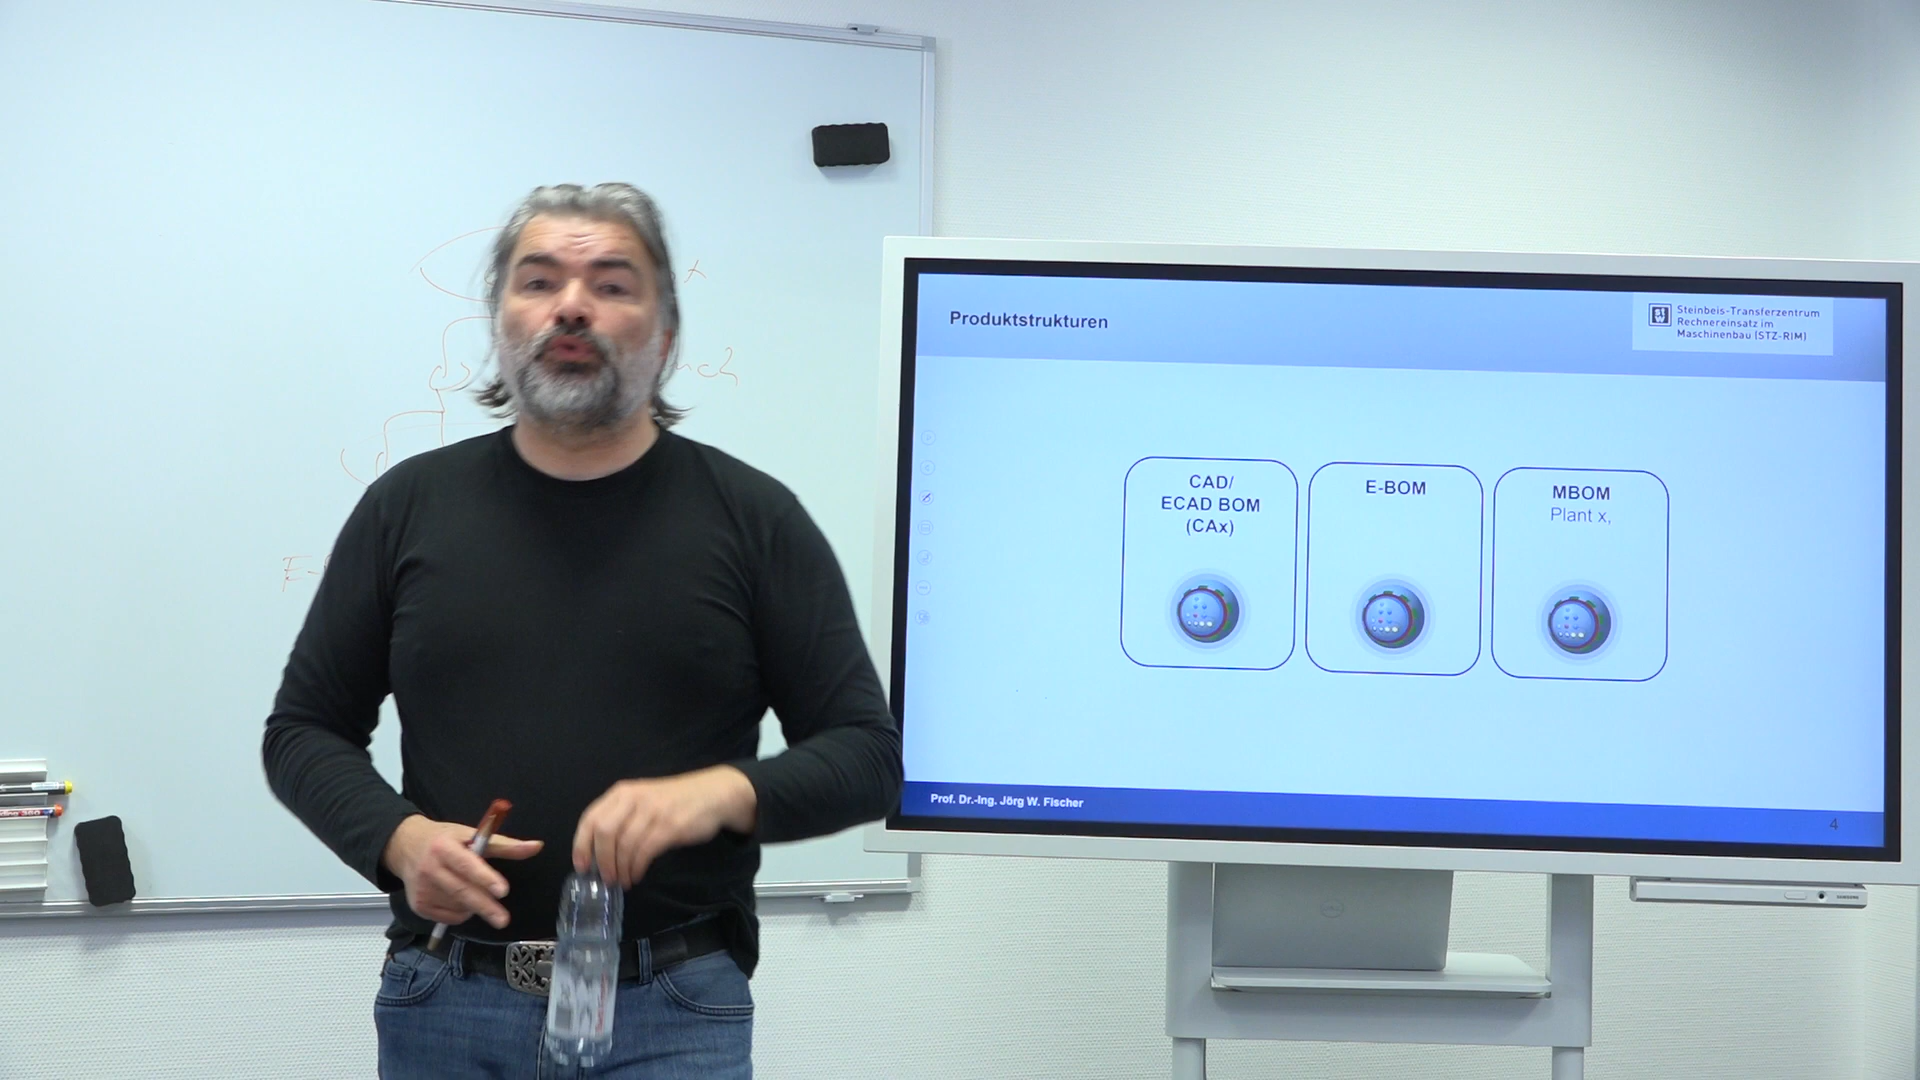 Produktstrukturen
Steinbeis-Transferzentrum
Rechnereinsatz im
Maschinenbau (STZ-RIM)
CAD/
ECAD BOM
(CAx)
E-BOM
MBOM
Plant x,
Prof. Dr.-Ing. Jörg W. Fischer
4
SAMSUNG
E-